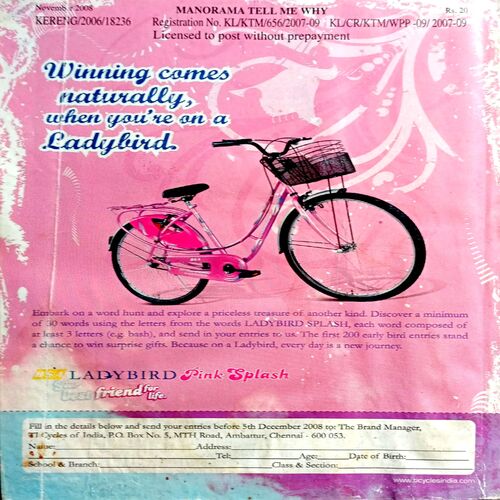 November 2008 MANORAMA TELL ME WHY Rs. 20
KERENG/2006/18236 Registration No. KL/KTM/656/2007-09 KL/CR/KTM/WPP -09/ 2007-09
Licensed to post without prepayment
Winning comes
naturally,
when you're on a
Ladybird.
Embark on a word hunt and explore a priceless treasure of another kind. Discover a minimum
of 30 words using the letters from the words LADYBIRD SPLASH, each word composed of
at least 3 letters (e.g. bash), and send in your entries to us. The first 200 early bird entries stand
a chance to win surprise gifts. Because on a Ladybird, every day is a new journey.
BSA LADYBIRD Pink Splash
best friend for life.
Fill in the details below and send your entries before 5th December 2008 to: The Brand Manager,
TI Cycles of India, P.O. Box No. 5, MTH Road, Ambattur, Chennai - 600 053.
Name: Address:
Tel: Age: Date of Birth:
School & Branch: Class & Section:
www.ticyclesindia.com